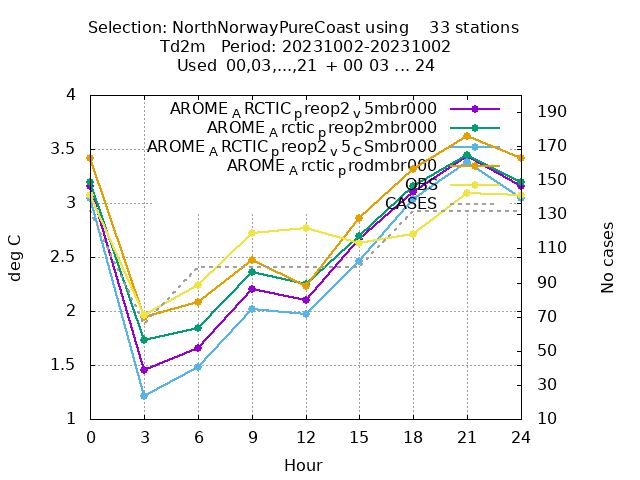 Selection: NorthNorwayPureCoast using 33 stations
Td2m Period: 20231002-20231002
Used 00,03,...,21 + 00 03 ... 24
AROME_ARCTIC_preop2_v5mbr000
AROME_Arctic_preop2mbr000
AROME_ARCTIC_preop2_v5_CSmbr000
AROME_Arctic_prodmbr000
OBS
CASES
deg C
4
3.5
3
2.5
2
1.5
1
No cases
190
170
150
130
110
90
70
50
30
10
0 3 6 9 12 15 18 21 24
Hour